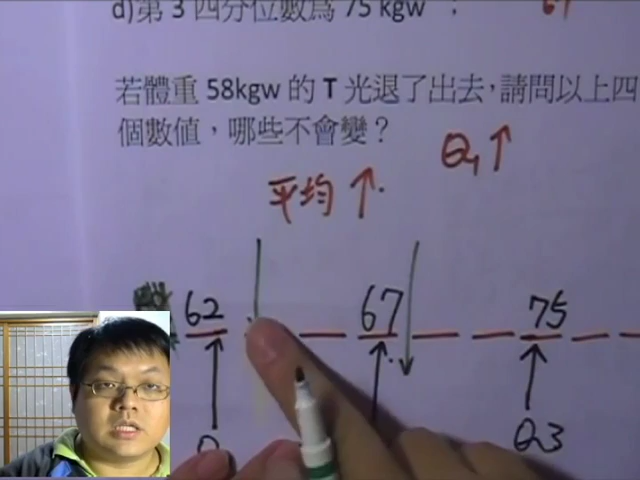 d)第 3 四分位數為 75 kgw ；
若體重 58kgw 的 T 光退了出去，請問以上四
個數值，哪些不會變？
Q₁↑
平均 ↑
62 67 75
Q3